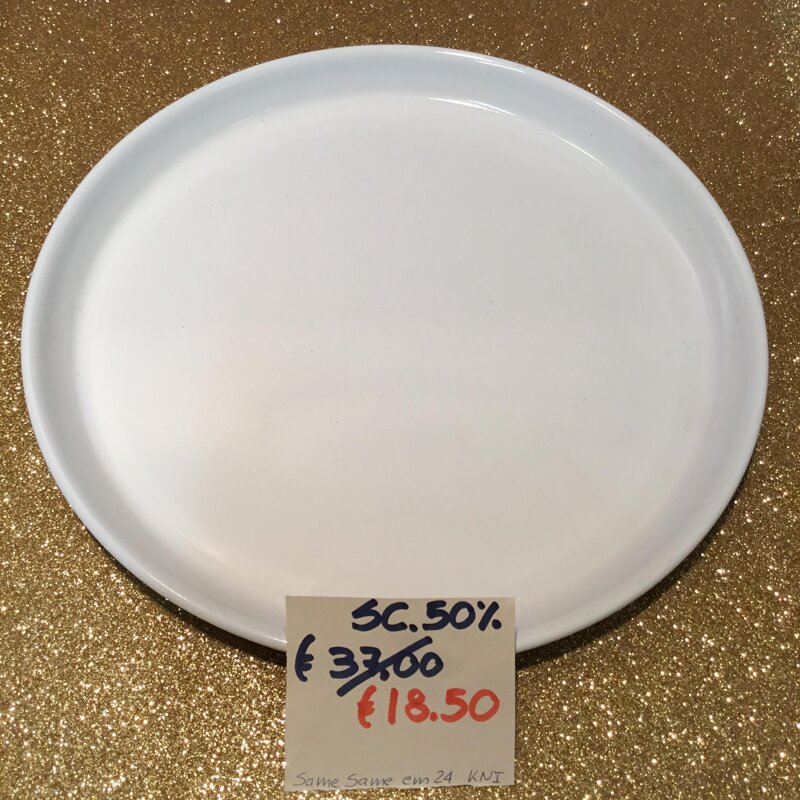 SC.50%
€ 37.00
€18.50
Same Same cm 24 KNI